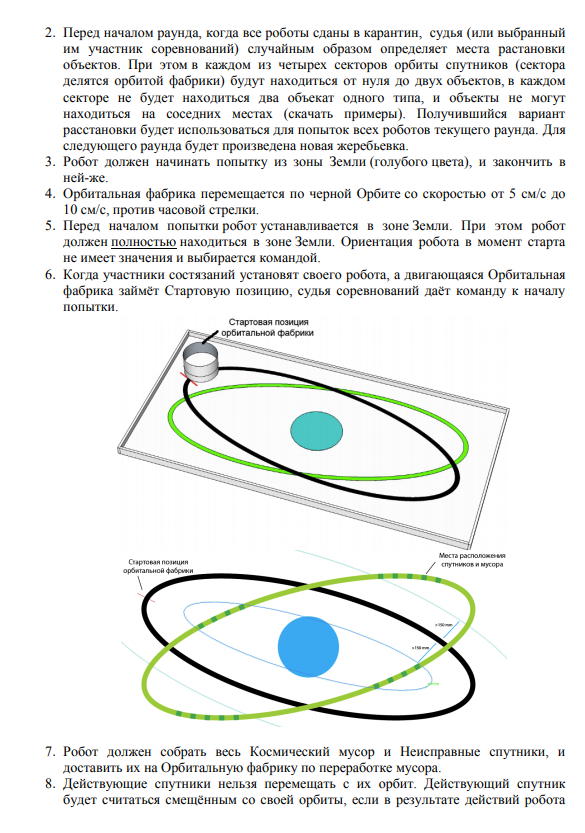 2. Перед началом раунда, когда все роботы сданы в карантин, судья (или выбранный
им участник соревнований) случайным образом определяет места растановки
объектов. При этом в каждом из четырех секторов орбиты спутников (сектора
делятся орбитой фабрики) будут находиться от нуля до двух объектов, в каждом
секторе не будет находиться два объекат одного типа, и объекты не могут
находиться на соседних местах (скачать примеры). Получившийся вариант
расстановки будет использоваться для попыток всех роботов текущего раунда. Для
следующего раунда будет произведена новая жеребьевка.
3. Робот должен начинать попытку из зоны Земли (голубого цвета), и закончить в
ней-же.
4. Орбитальная фабрика перемещается по черной Орбите со скоростью от 5 см/с до
10 см/с, против часовой стрелки.
5. Перед началом попытки робот устанавливается в зоне Земли. При этом робот
должен полностью находиться в зоне Земли. Ориентация робота в момент старта
не имеет значения и выбирается командой.
6. Когда участники состязаний установят своего робота, а двигающаяся Орбитальная
фабрика займёт Стартовую позицию, судья соревнований даёт команду к началу
попытки.
Стартовая позиция
орбитальной фабрики
Места расположения
спутников и мусора
Стартовая позиция
орбитальной фабрики
>150 mm
>150 mm
7. Робот должен собрать весь Космический мусор и Неисправные спутники, и
доставить их на Орбитальную фабрику по переработке мусора.
8. Действующие спутники нельзя перемещать с их орбит. Действующий спутник
будет считаться смещённым со своей орбиты, если в результате действий робота